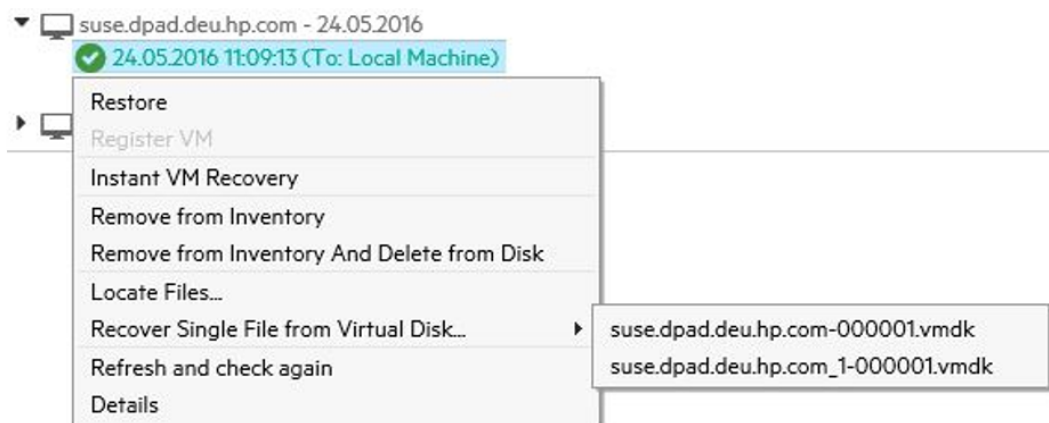 suse.dpad.deu.hp.com - 24.05.2016
24.05.2016 11:09:13 (To: Local Machine)
Restore
Register VM
Instant VM Recovery
Remove from Inventory
Remove from Inventory And Delete from Disk
Locate Files...
Recover Single File from Virtual Disk...
suse.dpad.deu.hp.com-000001.vmdk
suse.dpad.deu.hp.com_1-000001.vmdk
Refresh and check again
Details